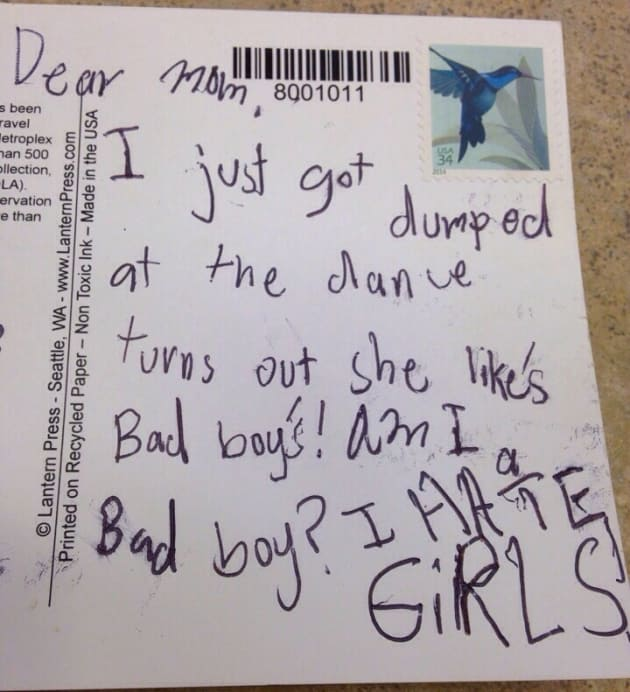 Dear mom,
8001011
USA
34
2014
I just got
dumped
at the dance
turns out she like's
Bad boy's! Am I
a
Bad boy? I HATE
GiRLS
s been
ravel
etroplex
han 500
ollection,
LA).
ervation
e than
© Lantern Press - Seattle, WA - www.LanternPress.com
Printed on Recycled Paper – Non Toxic Ink – Made in the USA